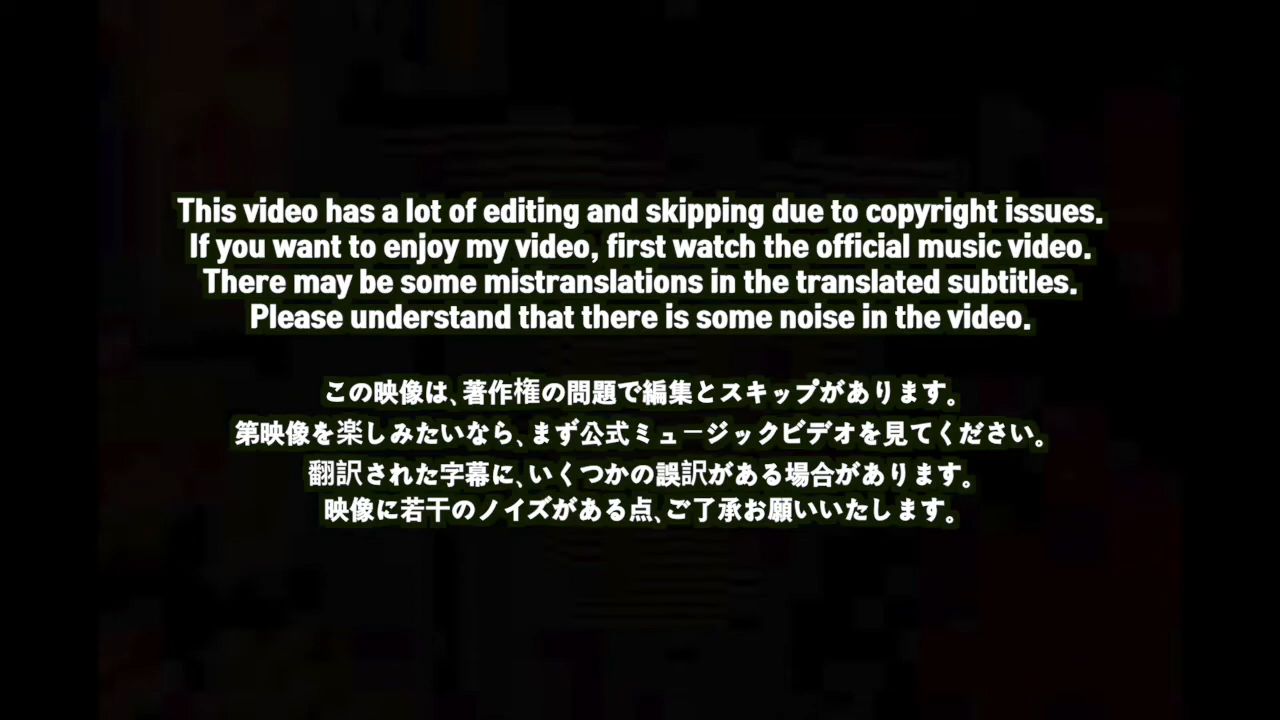 This video has a lot of editing and skipping due to copyright issues.
If you want to enjoy my video, first watch the official music video.
There may be some mistranslations in the translated subtitles.
Please understand that there is some noise in the video.
この映像は、著作権の問題で編集とスキップがあります。
第映像を楽しみたいなら、まず公式ミュージックビデオを見てください。
翻訳された字幕に、いくつかの誤訳がある場合があります。
映像に若干のノイズがある点、ご了承お願いいたします。